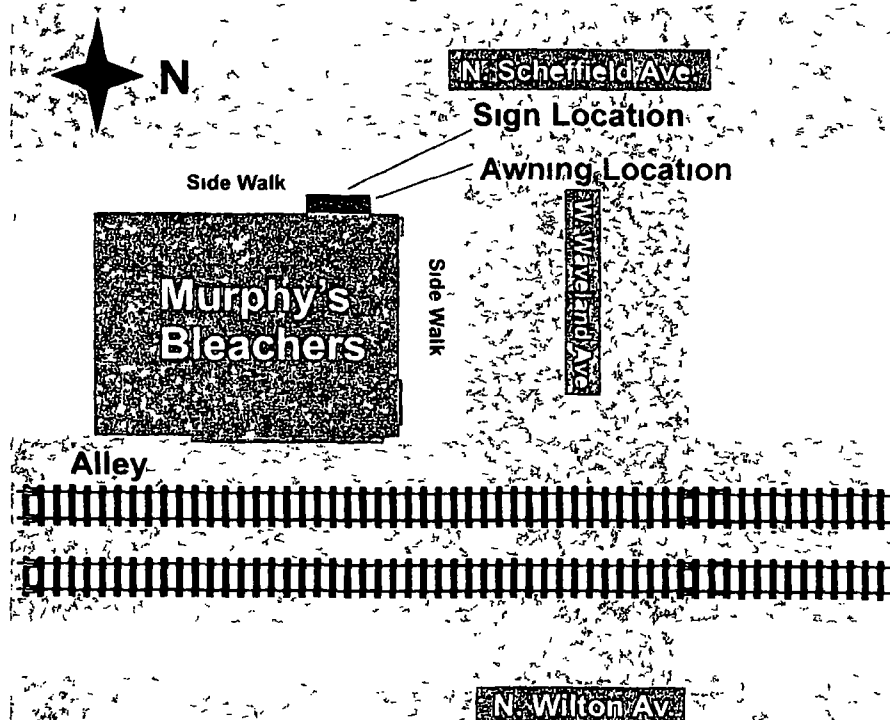 N
N. Scheffield Ave.
Sign Location
Awning Location
Side Walk
Murphy's
Bleachers
Side Walk
W. Waveland Ave
Alley
N. Wilton Av.